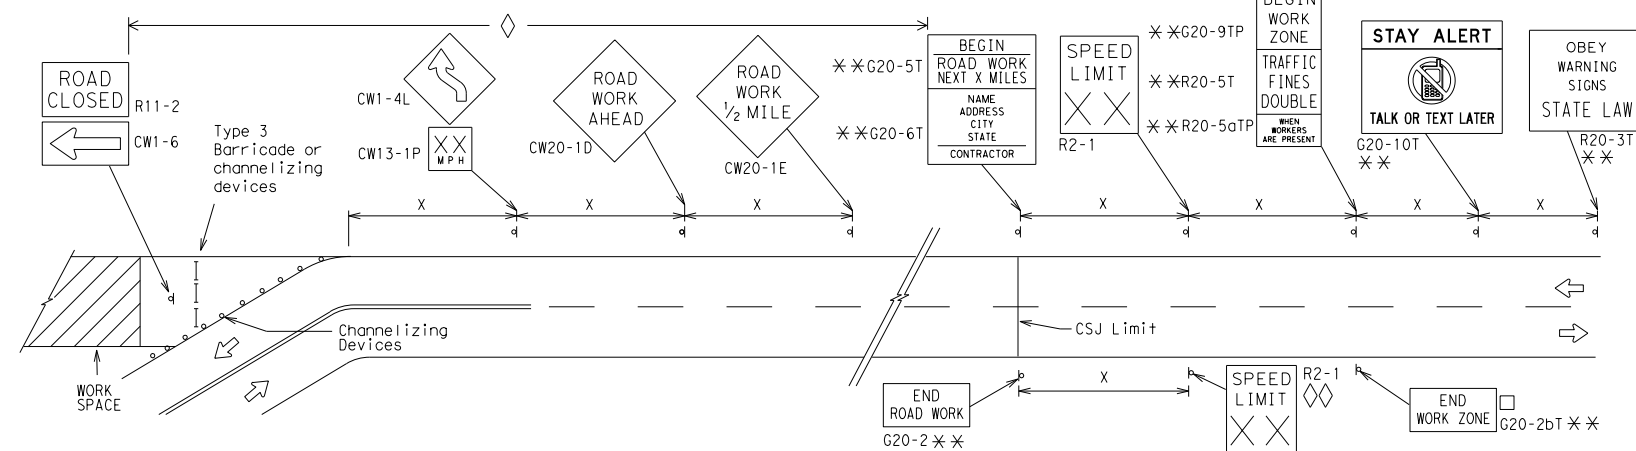 ROAD
CLOSED
R11-2
CW1-6
Type 3
Barricade or
channelizing
devices
CW1-4L
XX
MPH
CW13-1P
ROAD
WORK
AHEAD
CW20-1D
ROAD
WORK
1/2 MILE
CW20-1E
**G20-5T
**G20-6T
BEGIN
ROAD WORK
NEXT X MILES
NAME
ADDRESS
CITY
STATE
CONTRACTOR
SPEED
LIMIT
XX
R2-1
**G20-9TP
**R20-5T
**R20-5aTP
BEGIN
WORK
ZONE
TRAFFIC
FINES
DOUBLE
WHEN
WORKERS
ARE PRESENT
STAY ALERT
TALK OR TEXT LATER
G20-10T
**
OBEY
WARNING
SIGNS
STATE LAW
R20-3T
**
X
X
X
X
X
X
X
Channelizing
Devices
CSJ Limit
WORK
SPACE
END
ROAD WORK
G20-2 **
X
SPEED
LIMIT
XX
R2-1
END
WORK ZONE
G20-2bT **